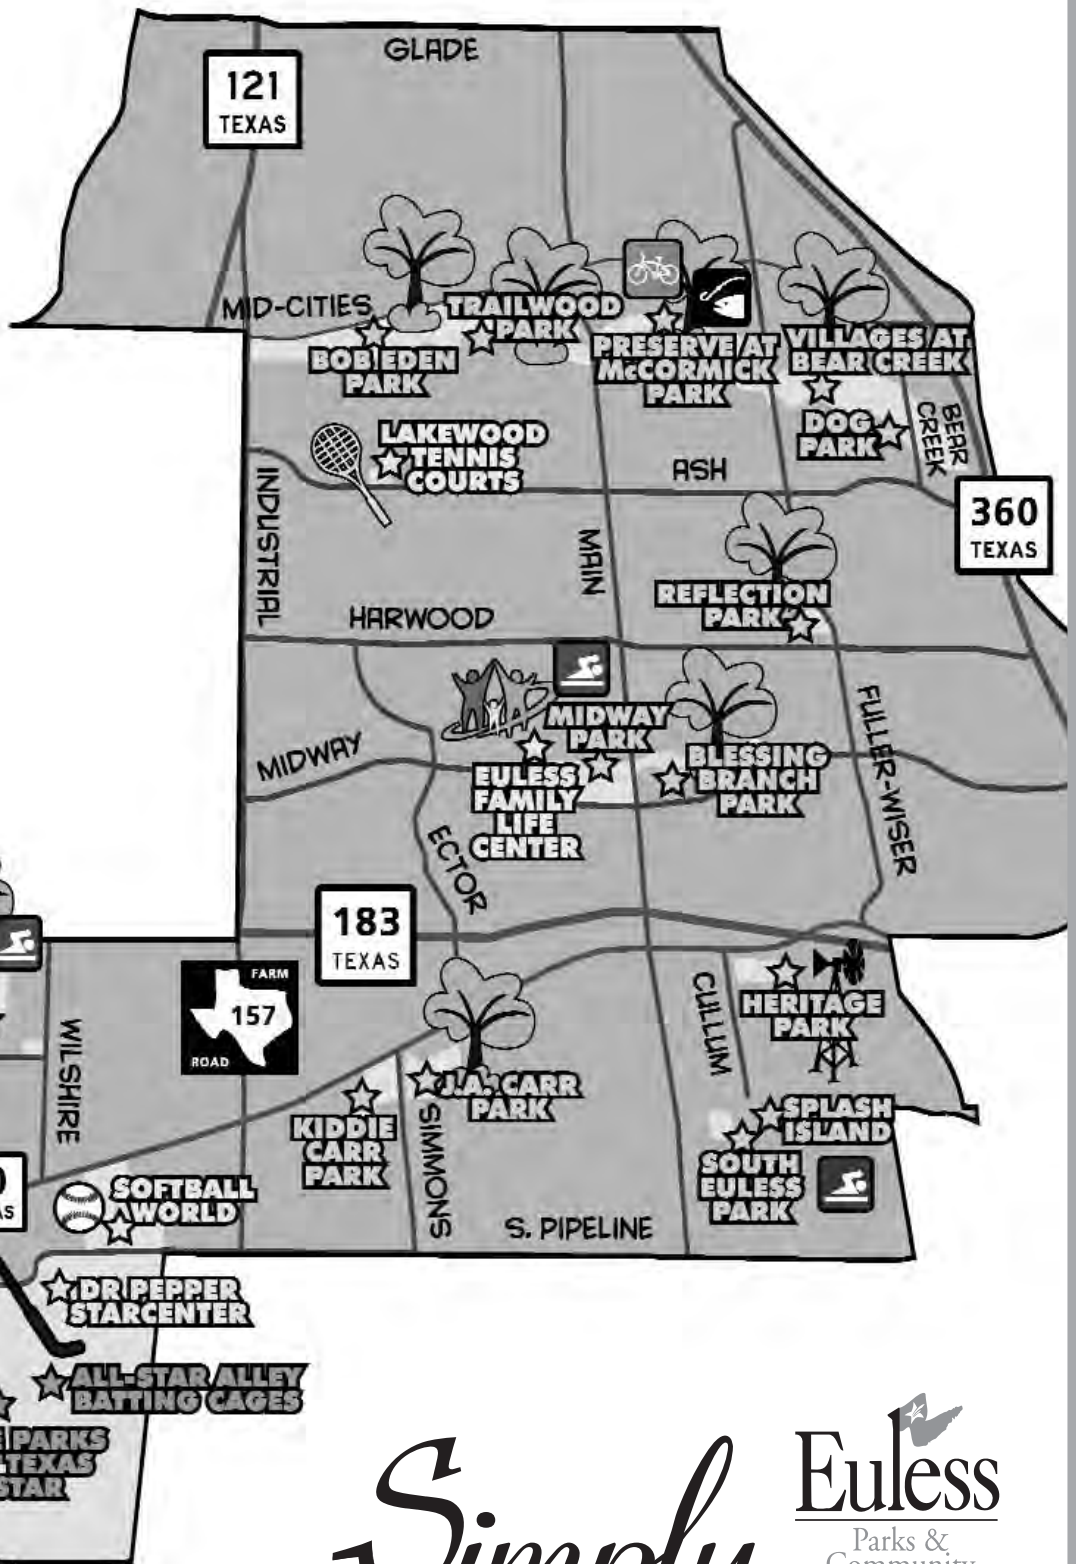 GLADE
121
TEXAS
MID-CITIES
TRAILWOOD
PARK
BOB EDEN
PARK
PRESERVE AT
McCORMICK
PARK
VILLAGES AT
BEAR CREEK
DOG
PARK
BEAR
CREEK
LAKEWOOD
TENNIS
COURTS
ASH
360
TEXAS
INDUSTRIAL
MAIN
HARWOOD
REFLECTION
PARK
MIDWAY
MIDWAY
PARK
EULESS
FAMILY
LIFE
CENTER
BLESSING
BRANCH
PARK
FULLER-WISER
ECTOR
183
TEXAS
FARM
157
ROAD
WILSHIRE
CULLUM
HERITAGE
PARK
J.A. CARR
PARK
KIDDIE
CARR
PARK
SIMMONS
SPLASH
ISLAND
SOUTH
EULESS
PARK
S. PIPELINE
SOFTBALL
WORLD
DR PEPPER
STARCENTER
ALL-STAR ALLEY
BATTING CAGES
PARKS
TEXAS
STAR
Simply
Euless
Parks &
Community